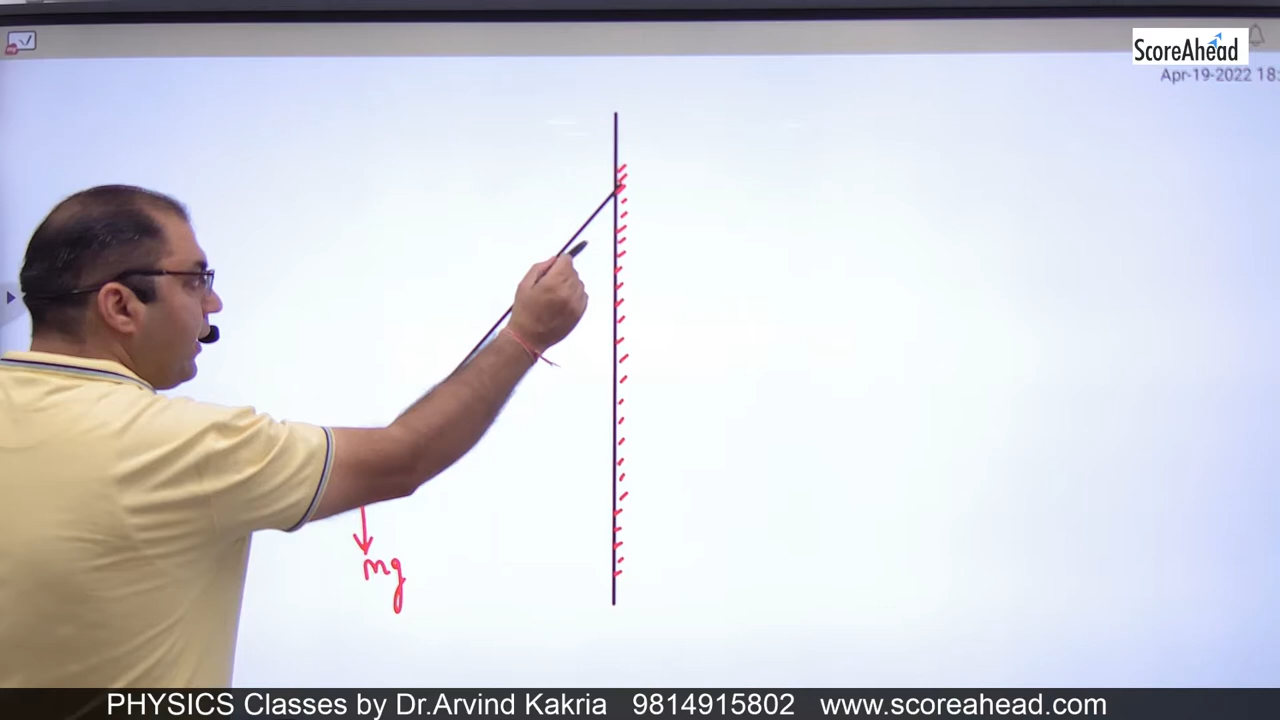 ScoreAhead
Apr-19-2022 18:
mg
PHYSICS Classes by Dr.Arvind Kakria 9814915802 www.scoreahead.com